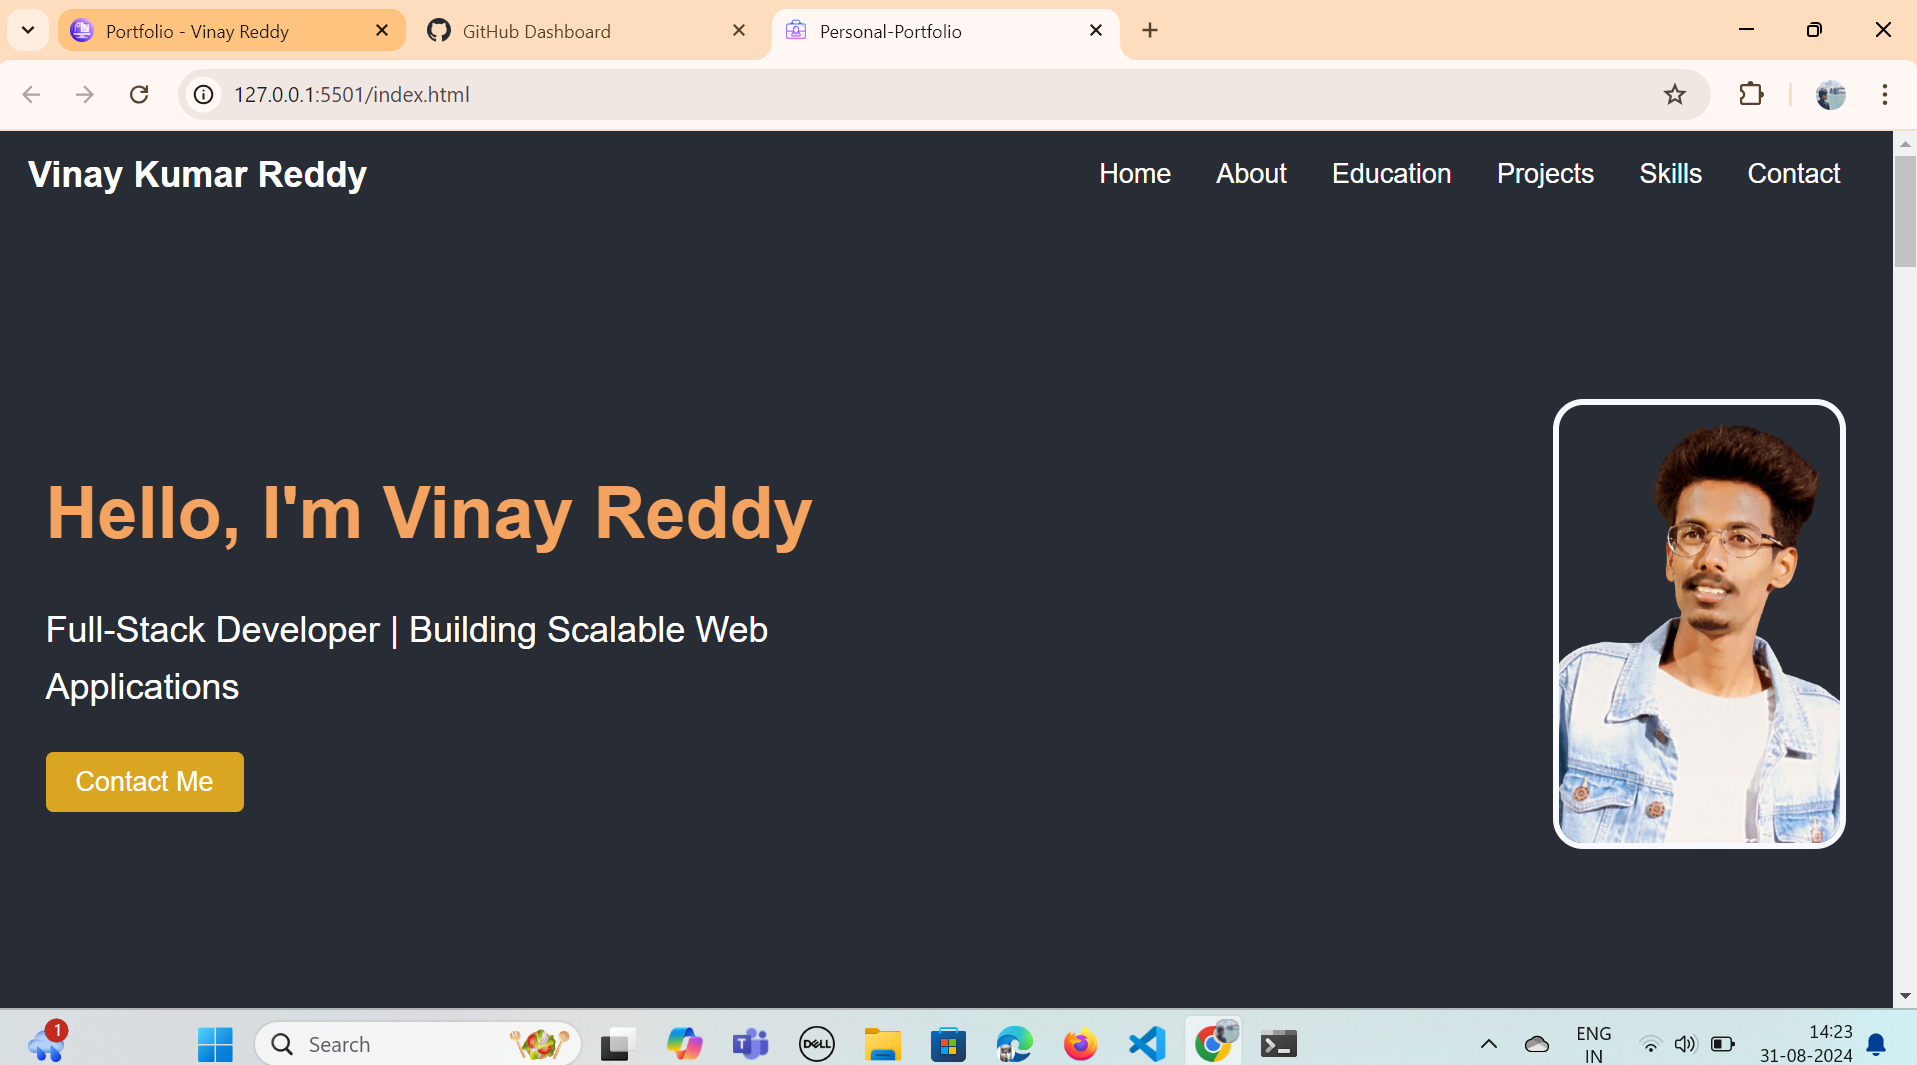 Portfolio - Vinay Reddy
GitHub Dashboard
Personal-Portfolio
127.0.0.1:5501/index.html
Vinay Kumar Reddy
Home About Education Projects Skills Contact
Hello, I'm Vinay Reddy
Full-Stack Developer | Building Scalable Web
Applications
Contact Me
1
Search
DELL
ENG
IN
14:23
31-08-2024